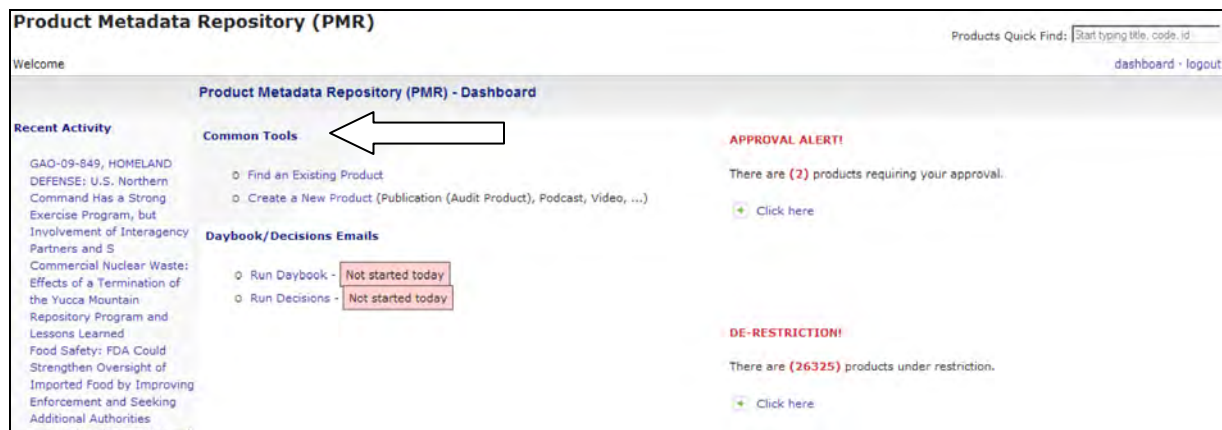 Product Metadata Repository (PMR)
Products Quick Find: Start typing title, code, id
Welcome
dashboard · logout
Product Metadata Repository (PMR) - Dashboard
Recent Activity
GAO-09-849, HOMELAND
DEFENSE: U.S. Northern
Command Has a Strong
Exercise Program, but
Involvement of Interagency
Partners and S
Commercial Nuclear Waste:
Effects of a Termination of
the Yucca Mountain
Repository Program and
Lessons Learned
Food Safety: FDA Could
Strengthen Oversight of
Imported Food by Improving
Enforcement and Seeking
Additional Authorities
Common Tools
Find an Existing Product
Create a New Product (Publication (Audit Product), Podcast, Video, ...)
Daybook/Decisions Emails
Run Daybook - Not started today
Run Decisions - Not started today
APPROVAL ALERT!
There are (2) products requiring your approval.
Click here
DE-RESTRICTION!
There are (26325) products under restriction.
Click here